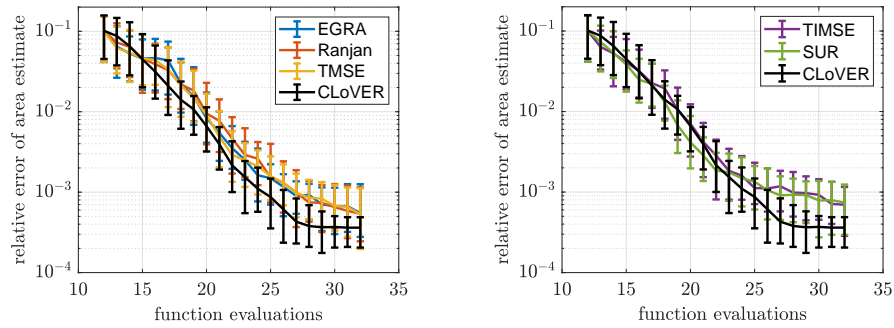 relative error of area estimate
10^{-1}
10^{-2}
10^{-3}
10^{-4}
10
15
20
25
30
35
function evaluations
EGRA
Ranjan
TMSE
CLoVER
relative error of area estimate
10^{-1}
10^{-2}
10^{-3}
10^{-4}
10
15
20
25
30
35
function evaluations
TIMSE
SUR
CLoVER